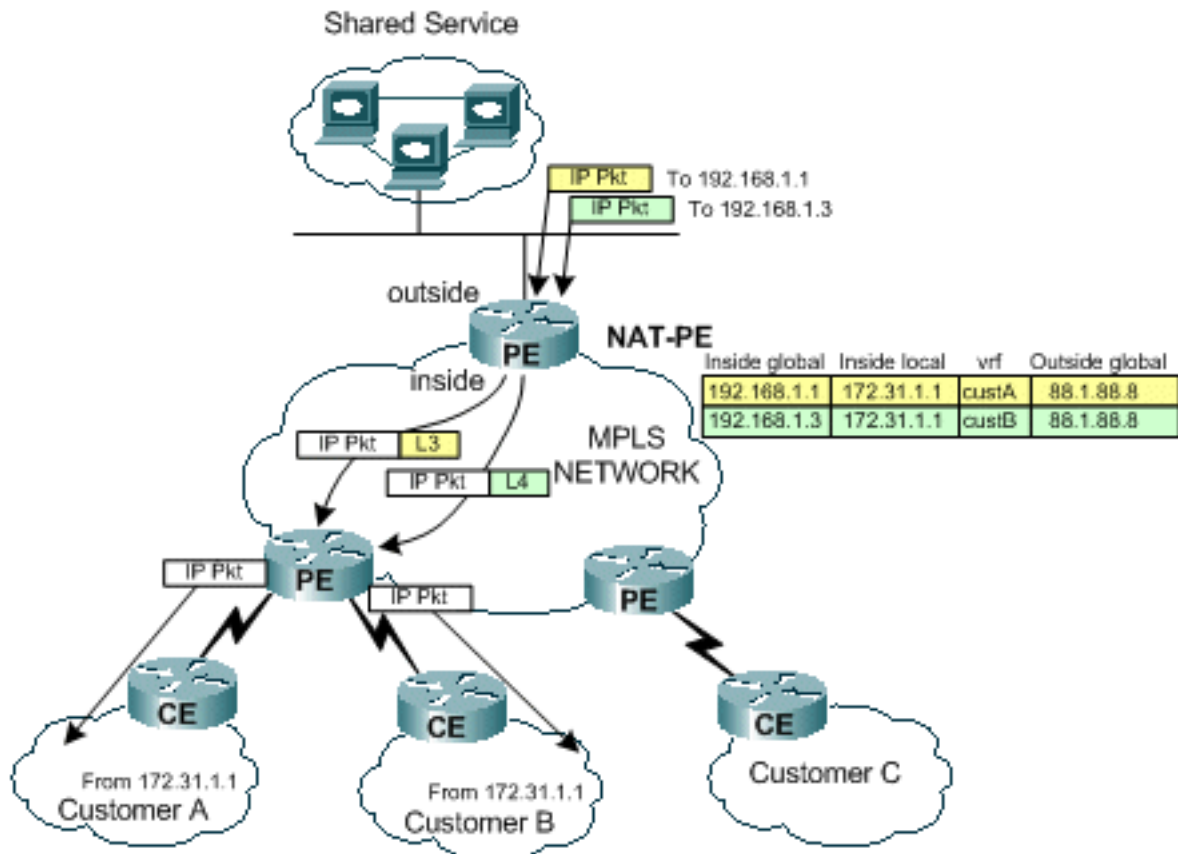 Shared Service
IP Pkt To 192.168.1.1
IP Pkt To 192.168.1.3
outside
PE
NAT-PE
inside
Inside global Inside local vrf Outside global
192.168.1.1 172.31.1.1 custA 88.1.88.8
192.168.1.3 172.31.1.1 custB 88.1.88.8
IP Pkt L3
IP Pkt L4
MPLS
NETWORK
IP Pkt
PE
IP Pkt
PE
CE
CE
CE
From 172.31.1.1
Customer A
From 172.31.1.1
Customer B
Customer C